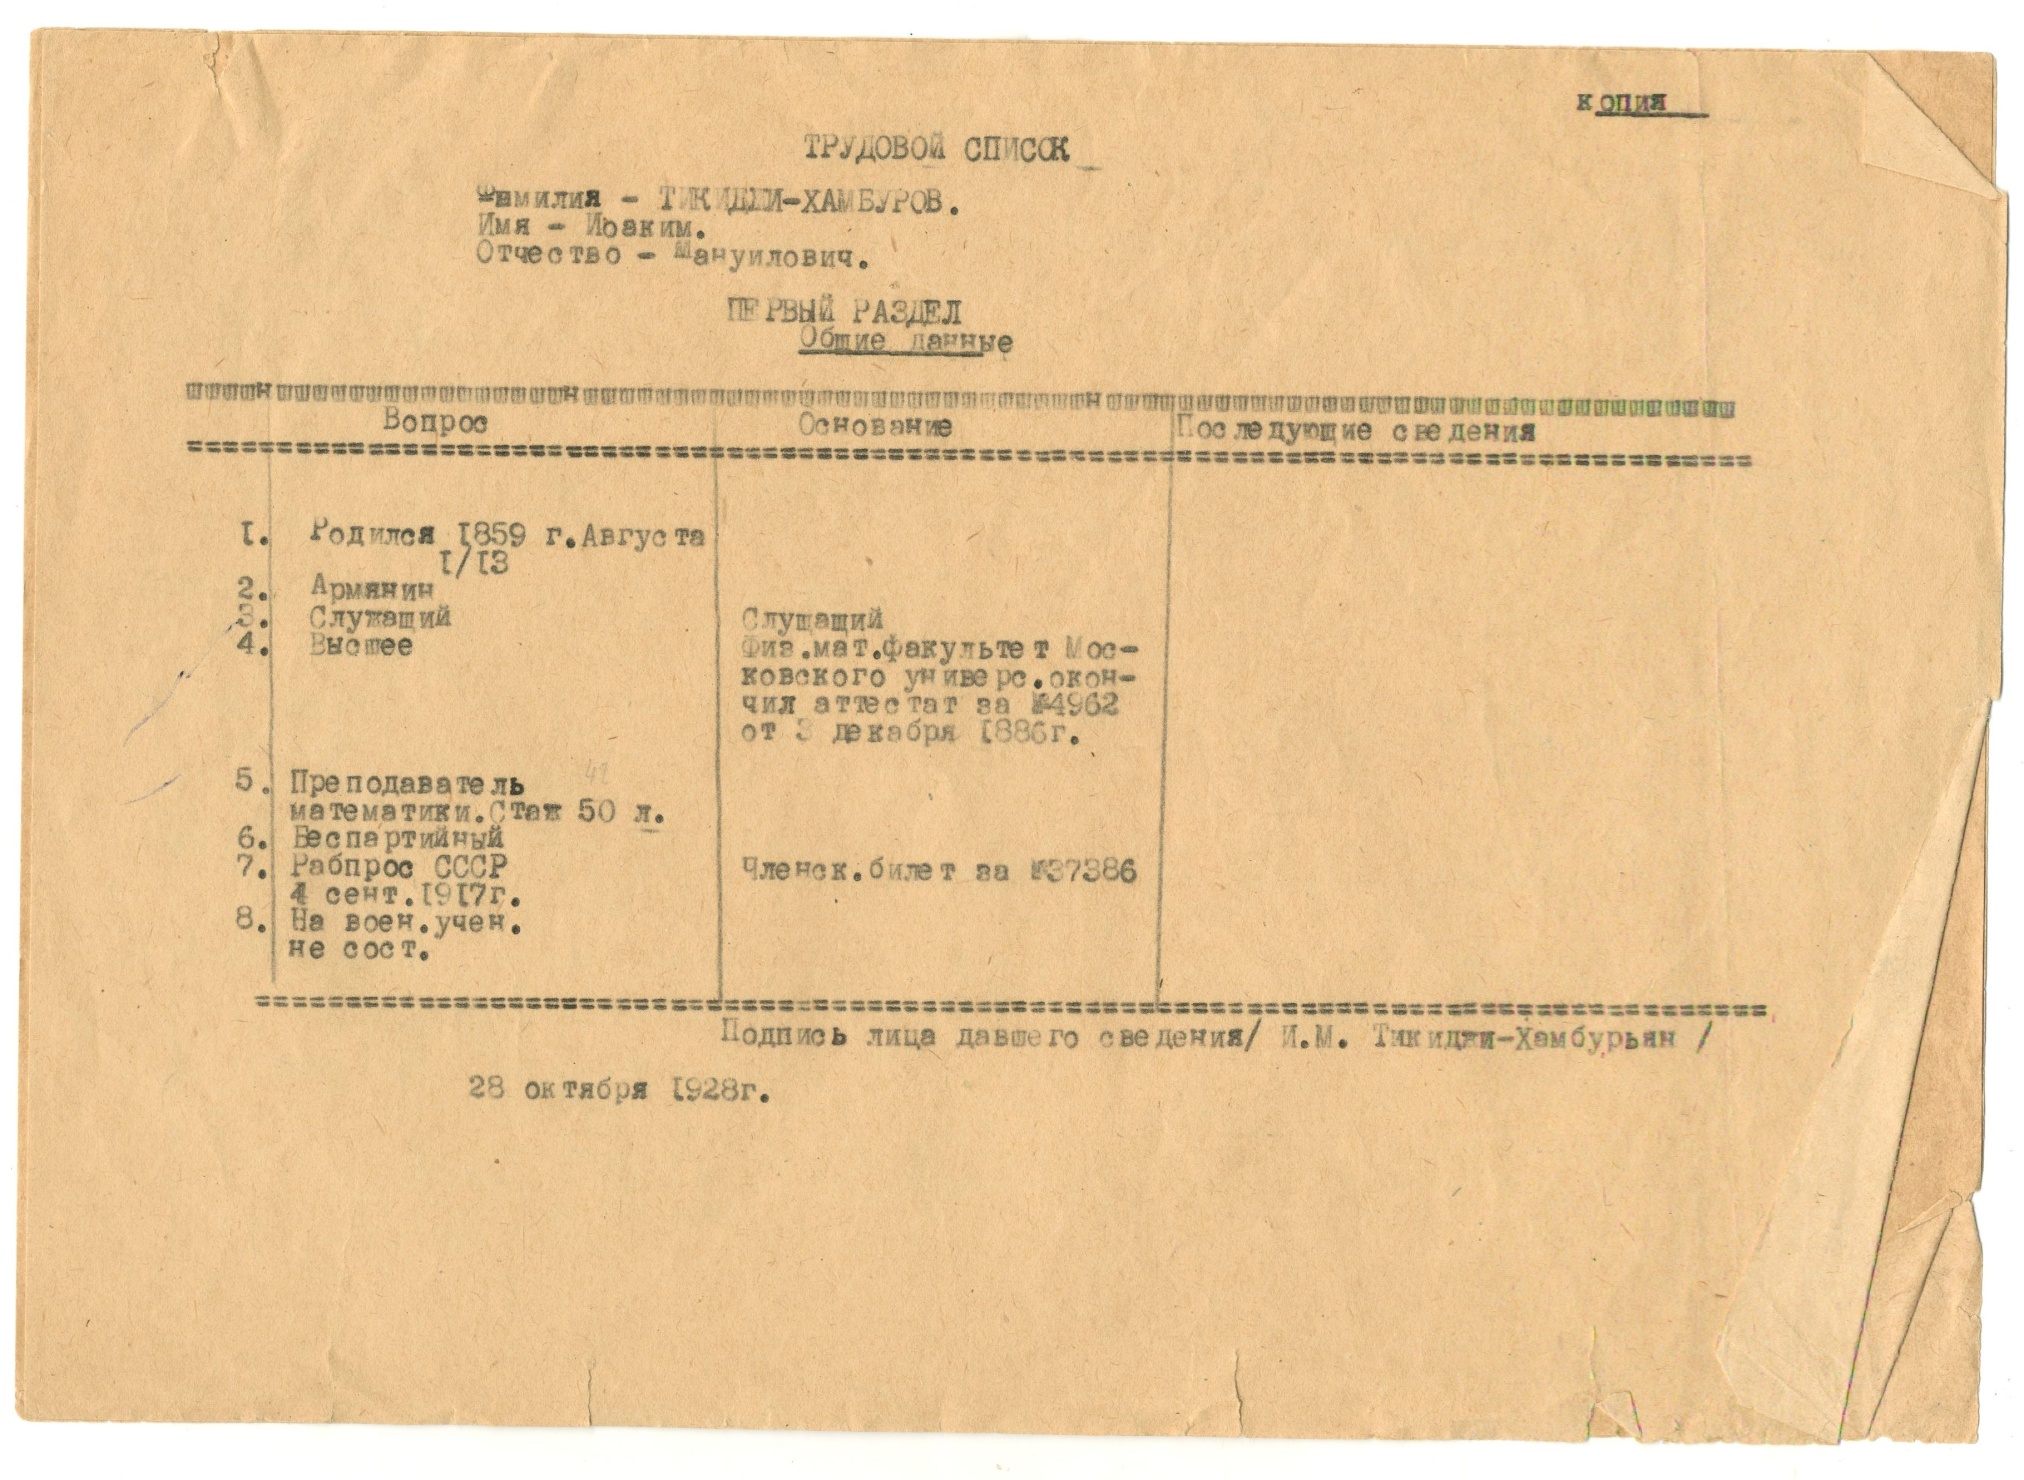 копия
ТРУДОВОЙ СПИСОК
Фамилия - ТИКИДЖИ-ХАМБУРОВ.
Имя - Иоаким.
Отчество - Мануилович.
ПЕРВЫЙ РАЗДЕЛ
Общие данные
Вопрос Основание Последующие сведения
I. Родился I859 г.Августа
I/I3
2. Армянин
3. Служащий Слущащий
4. Высшее Физ.мат.факультет Мос-
ковского универс.окон-
чил аттестат за №4962
от 3 декабря I886г.
42
5. Преподаватель
математики.Стаж 50 л.
6. Беспартийный
7. Рабпрос СССР Членск.билет за №37386
4 сент.I9I7г.
8. На воен.учен.
не сост.
Подпись лица давшего сведения/ И.М. Тикиджи-Хамбурьян /
28 октября I928г.